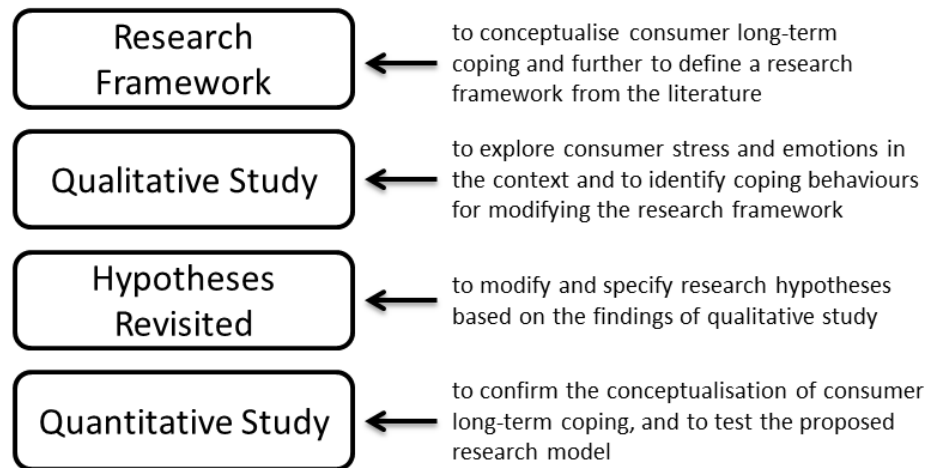 Research
Framework
to conceptualise consumer long-term
coping and further to define a research
framework from the literature
Qualitative Study
to explore consumer stress and emotions in
the context and to identify coping behaviours
for modifying the research framework
Hypotheses
Revisited
to modify and specify research hypotheses
based on the findings of qualitative study
Quantitative Study
to confirm the conceptualisation of consumer
long-term coping, and to test the proposed
research model